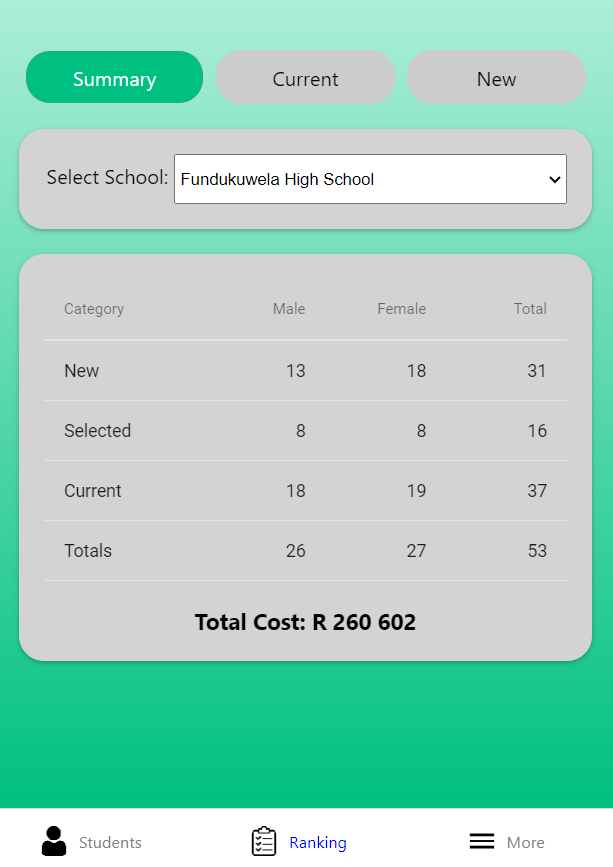 Summary Current New
Select School: Fundukuwela High School
Category Male Female Total
New 13 18 31
Selected 8 8 16
Current 18 19 37
Totals 26 27 53
Total Cost: R 260 602
Students Ranking More